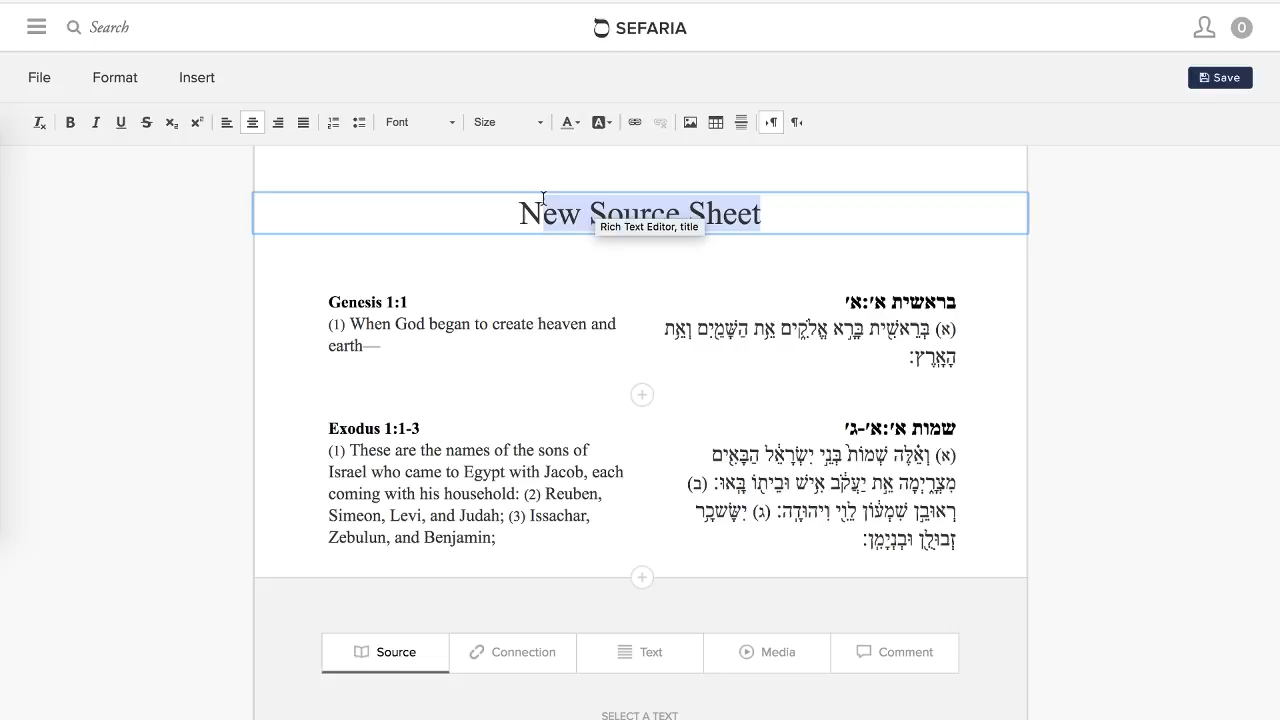 Search
SEFARIA
0
File Format Insert
Save
Font Size
New Source Sheet
Rich Text Editor, title
Genesis 1:1
(1) When God began to create heaven and
earth—
בראשית א׳:א׳
(א) בְּרֵאשִׁ֖ית בָּרָ֣א אֱלֹקִ֑ים אֵ֥ת הַשָּׁמַ֖יִם וְאֵ֥ת
הָאָֽרֶץ׃
Exodus 1:1-3
(1) These are the names of the sons of
Israel who came to Egypt with Jacob, each
coming with his household: (2) Reuben,
Simeon, Levi, and Judah; (3) Issachar,
Zebulun, and Benjamin;
שמות א׳:א׳-ג׳
(א) וְאֵ֗לֶּה שְׁמוֹת֙ בְּנֵ֣י יִשְׂרָאֵ֔ל הַבָּאִ֖ים
מִצְרָ֑יְמָה אֵ֣ת יַעֲקֹ֔ב אִ֥ישׁ וּבֵית֖וֹ בָּֽאוּ׃ (ב)
רְאוּבֵ֣ן שִׁמְע֔וֹן לֵוִ֖י וִיהוּדָֽה׃ (ג) יִשָּׂשכָ֥ר
זְבוּלֻ֖ן וּבְנְיָמִֽן׃
Source Connection Text Media Comment
SELECT A TEXT